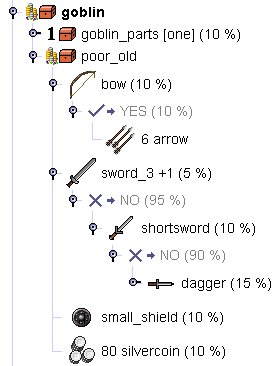 goblin
1 goblin_parts [one] (10 %)
poor_old
bow (10 %)
YES (10 %)
6 arrow
sword_3 +1 (5 %)
NO (95 %)
shortsword (10 %)
NO (90 %)
dagger (15 %)
small_shield (10 %)
80 silvercoin (10 %)